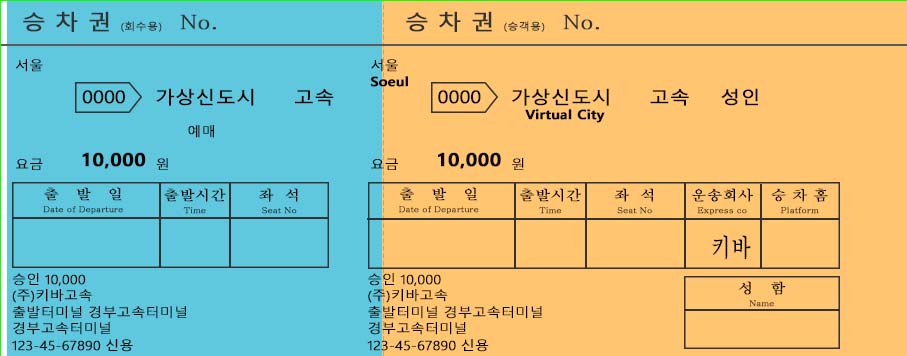 승 차 권 (회수용) No.
서울
0000 가상신도시 고속
예매
요금 10,000 원
출 발 일 출발시간 좌 석
Date of Departure Time Seat No
승인 10,000
(주)키바고속
출발터미널 경부고속터미널
경부고속터미널
123-45-67890 신용
승 차 권 (승객용) No.
서울
Soeul
0000 가상신도시 고속 성인
Virtual City
요금 10,000 원
출 발 일 출발시간 좌 석 운송회사 승 차 홈
Date of Departure Time Seat No Express co Platform
키바
승인 10,000
(주)키바고속
출발터미널 경부고속터미널
경부고속터미널
123-45-67890 신용
성 함
Name